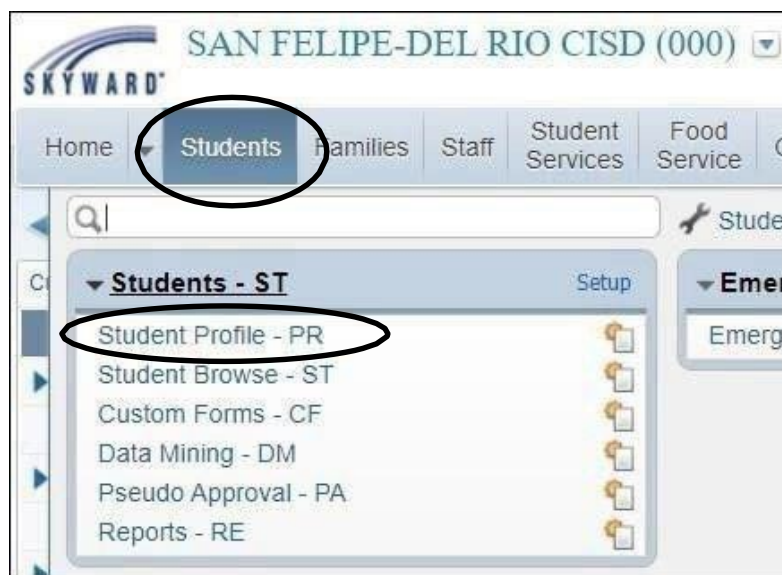 SAN FELIPE-DEL RIO CISD (000)
SKYWARD
Home Students Families Staff Student Services Food Service
Students - ST Setup
Student Profile - PR
Student Browse - ST
Custom Forms - CF
Data Mining - DM
Pseudo Approval - PA
Reports - RE